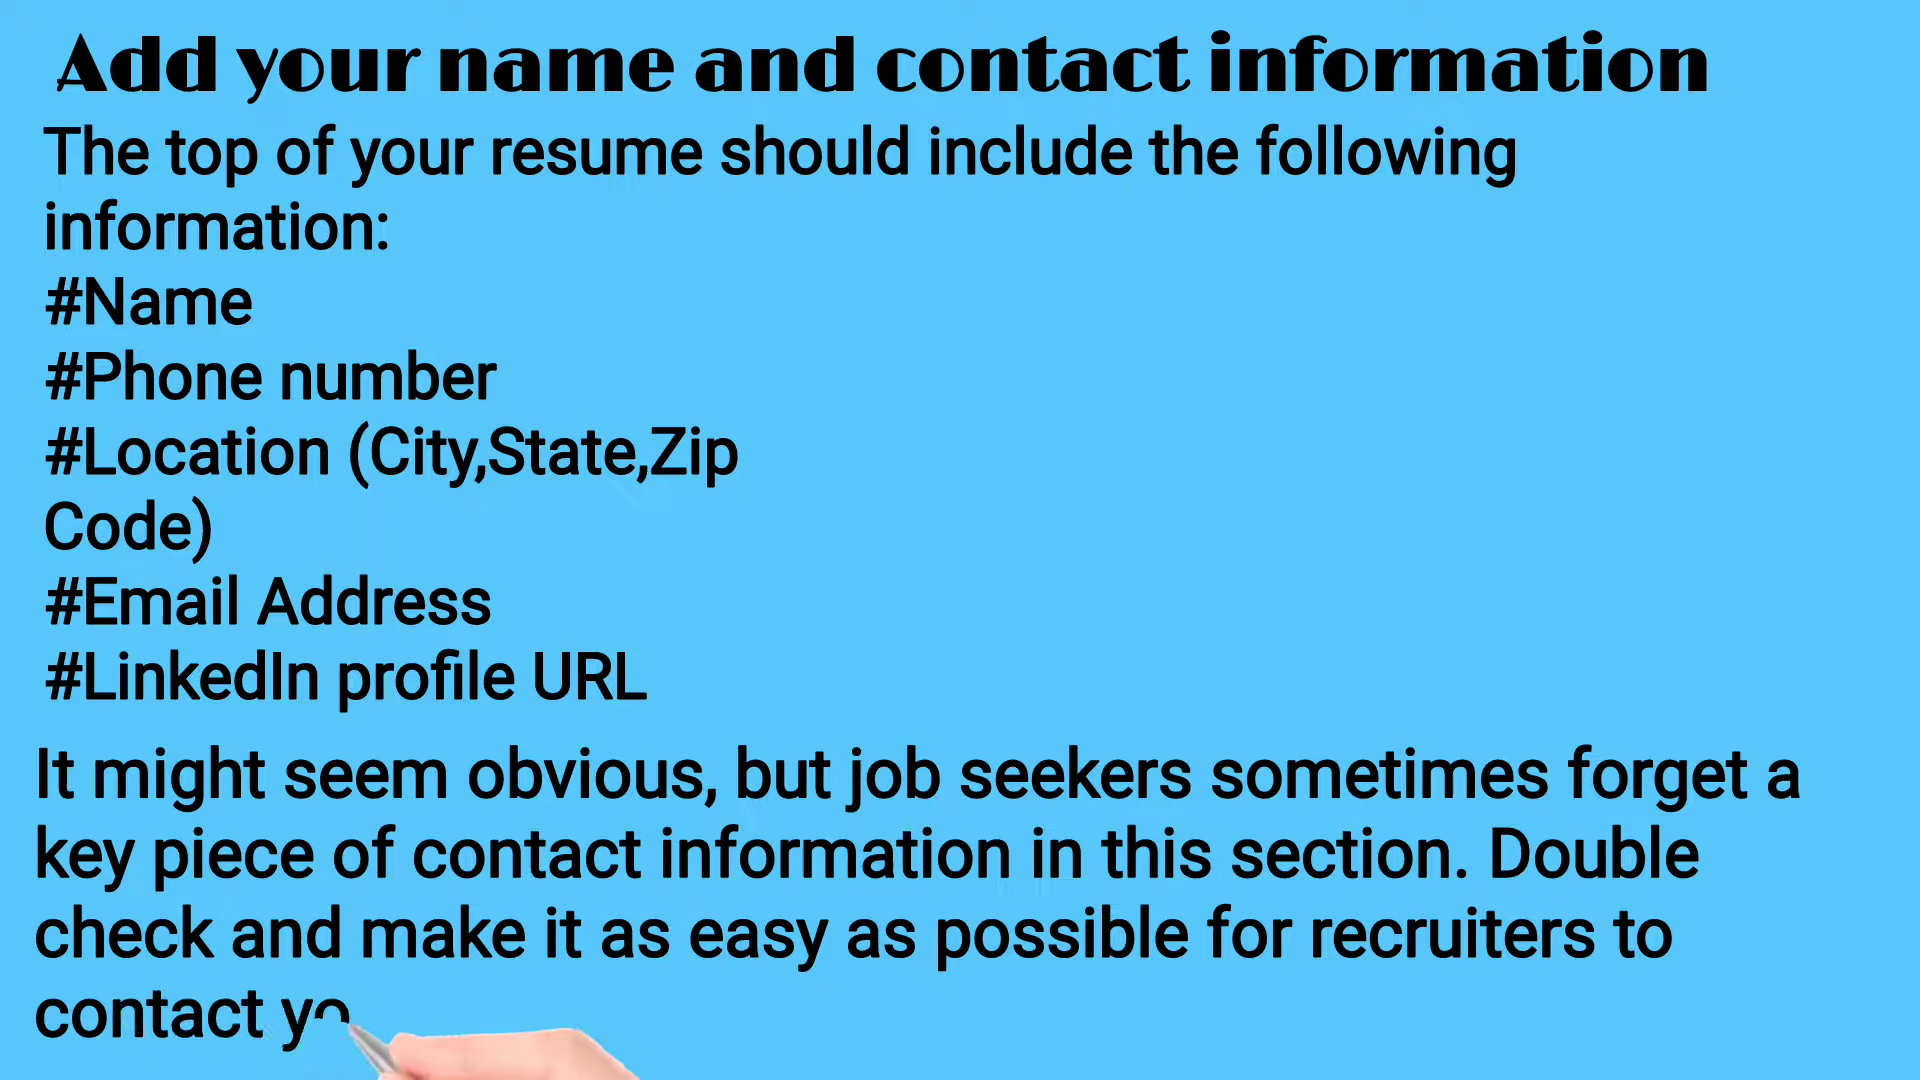 Add your name and contact information
The top of your resume should include the following
information:
#Name
#Phone number
#Location (City,State,Zip
Code)
#Email Address
#LinkedIn profile URL
It might seem obvious, but job seekers sometimes forget a
key piece of contact information in this section. Double
check and make it as easy as possible for recruiters to
contact yo